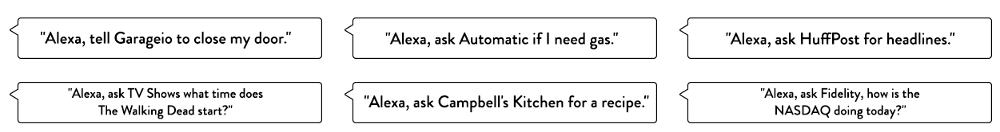 "Alexa, tell Garageio to close my door."
"Alexa, ask Automatic if I need gas."
"Alexa, ask HuffPost for headlines."
"Alexa, ask TV Shows what time does
The Walking Dead start?"
"Alexa, ask Campbell's Kitchen for a recipe."
"Alexa, ask Fidelity, how is the
NASDAQ doing today?"